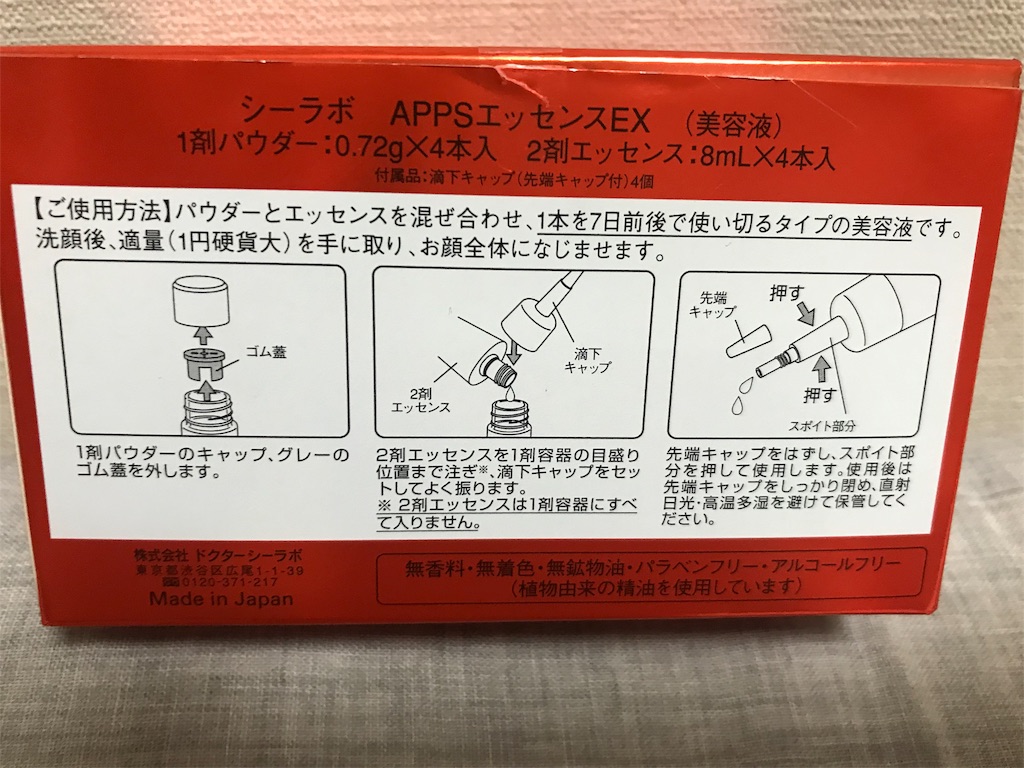 シーラボ　APPSエッセンスEX　（美容液）
1剤パウダー：0.72g×4本入　2剤エッセンス：8mL×4本入
付属品：滴下キャップ（先端キャップ付）4個
【ご使用方法】パウダーとエッセンスを混ぜ合わせ、1本を7日前後で使い切るタイプの美容液です。
洗顔後、適量（1円硬貨大）を手に取り、お顔全体になじませます。
ゴム蓋
1剤パウダーのキャップ、グレーの
ゴム蓋を外します。
滴下
キャップ
2剤
エッセンス
2剤エッセンスを1剤容器の目盛り
位置まで注ぎ※、滴下キャップをセッ
トしてよく振ります。
※ 2剤エッセンスは1剤容器にすべ
て入りません。
先端
キャップ
押す
押す
スポイト部分
先端キャップをはずし、スポイト部
分を押して使用します。使用後は
先端キャップをしっかり閉め、直射
日光・高温多湿を避けて保管してく
ださい。
株式会社 ドクターシーラボ
東京都渋谷区広尾1-1-39
0120-371-217
Made in Japan
無香料・無着色・無鉱物油・パラベンフリー・アルコールフリー
（植物由来の精油を使用しています）